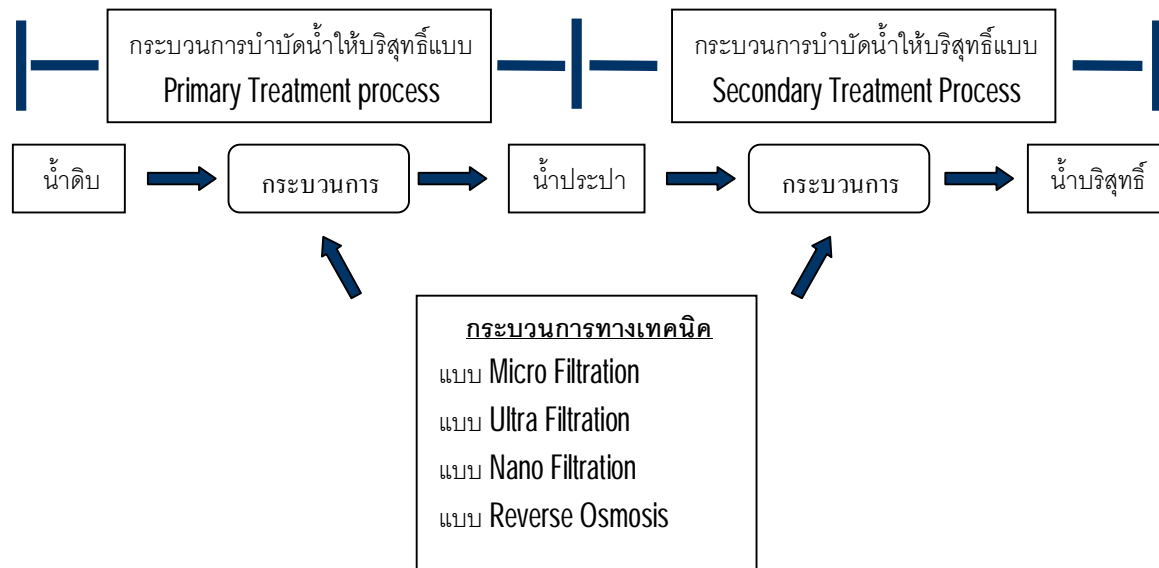 กระบวนการบำบัดน้ำให้บริสุทธิ์แบบ
Primary Treatment process
กระบวนการบำบัดน้ำให้บริสุทธิ์แบบ
Secondary Treatment Process
น้ำดิบ
กระบวนการ
น้ำประปา
กระบวนการ
น้ำบริสุทธิ์
กระบวนการทางเทคนิค
แบบ Micro Filtration
แบบ Ultra Filtration
แบบ Nano Filtration
แบบ Reverse Osmosis